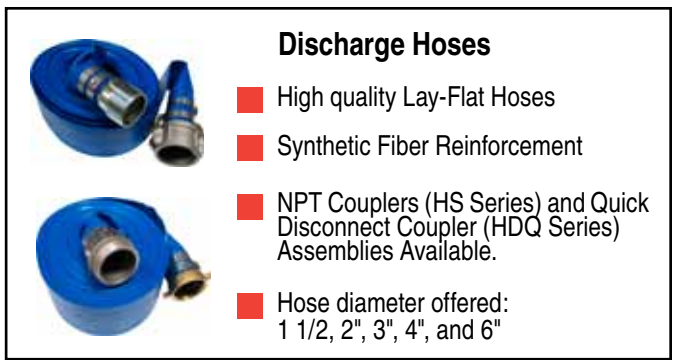 Discharge Hoses
High quality Lay-Flat Hoses
Synthetic Fiber Reinforcement
NPT Couplers (HS Series) and Quick
Disconnect Coupler (HDQ Series)
Assemblies Available.
Hose diameter offered:
1 1/2, 2", 3", 4", and 6"